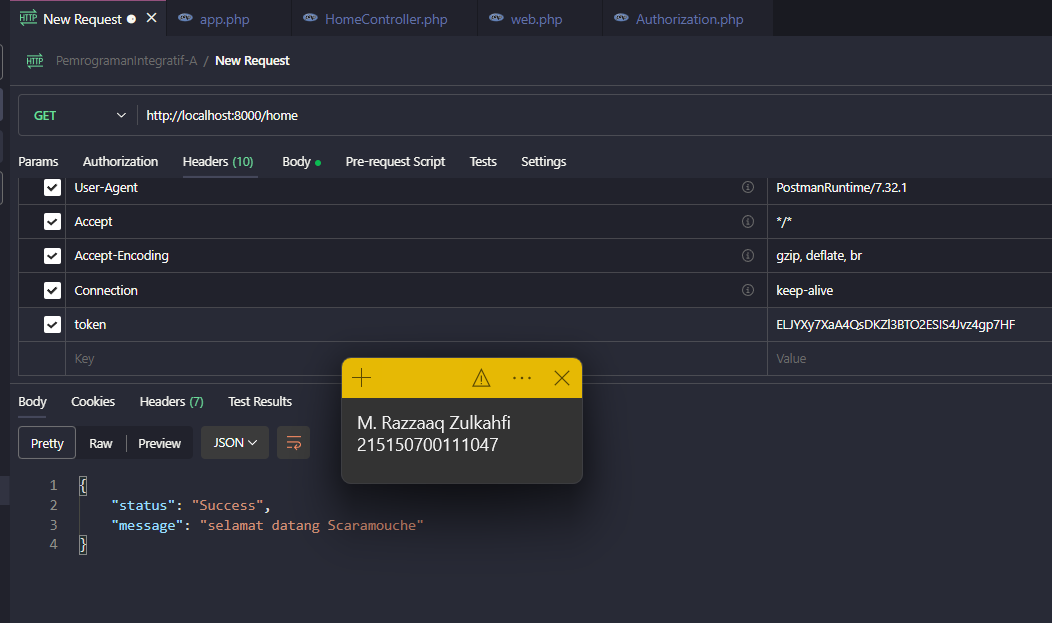 HTTP New Request app.php HomeController.php web.php Authorization.php
HTTP PemrogramanIntegratif-A / New Request
GET http://localhost:8000/home
Params Authorization Headers (10) Body Pre-request Script Tests Settings
User-Agent PostmanRuntime/7.32.1
Accept */*
Accept-Encoding gzip, deflate, br
Connection keep-alive
token ELJYXy7XaA4QsDKZl3BTO2ESIS4Jvz4gp7HF
Key Value
Body Cookies Headers (7) Test Results
Pretty Raw Preview JSON
M. Razzaaq Zulkahfi
215150700111047
1 {
2 "status": "Success",
3 "message": "selamat datang Scaramouche"
4 }